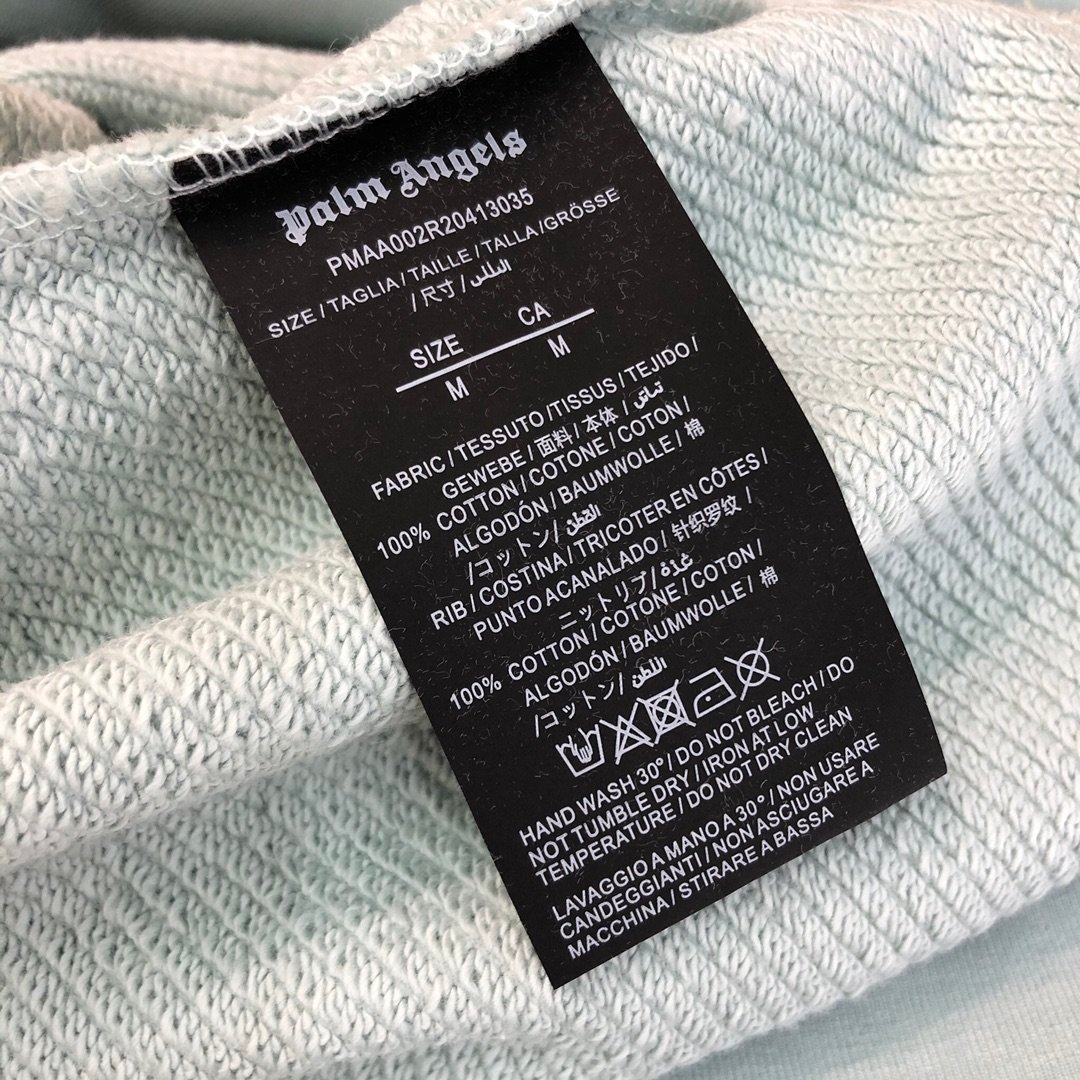 Palm Angels
PMAA002R20413035
SIZE / TAGLIA / TAILLE / TALLA / GRÖSSE
/ 尺寸 /
SIZE CA
M M
FABRIC / TESSUTO / TISSUS / TEJIDO /
GEWEBE / 面料 / 本体 /
100% COTTON / COTONE / COTON /
ALGODÓN / BAUMWOLLE / 棉
/コットン/ القطن
RIB / COSTINA / TRICOTER EN CÔTES /
PUNTO ACANALADO / 针织罗纹
ニットリブ /
100% COTTON / COTONE / COTON /
ALGODÓN / BAUMWOLLE / 棉
/コットン/
HAND WASH 30° / DO NOT BLEACH / DO
NOT TUMBLE DRY / IRON AT LOW
TEMPERATURE / DO NOT DRY CLEAN
LAVAGGIO A MANO A 30° / NON USARE
CANDEGGIANTI / NON ASCIUGARE A
MACCHINA / STIRARE A BASSA